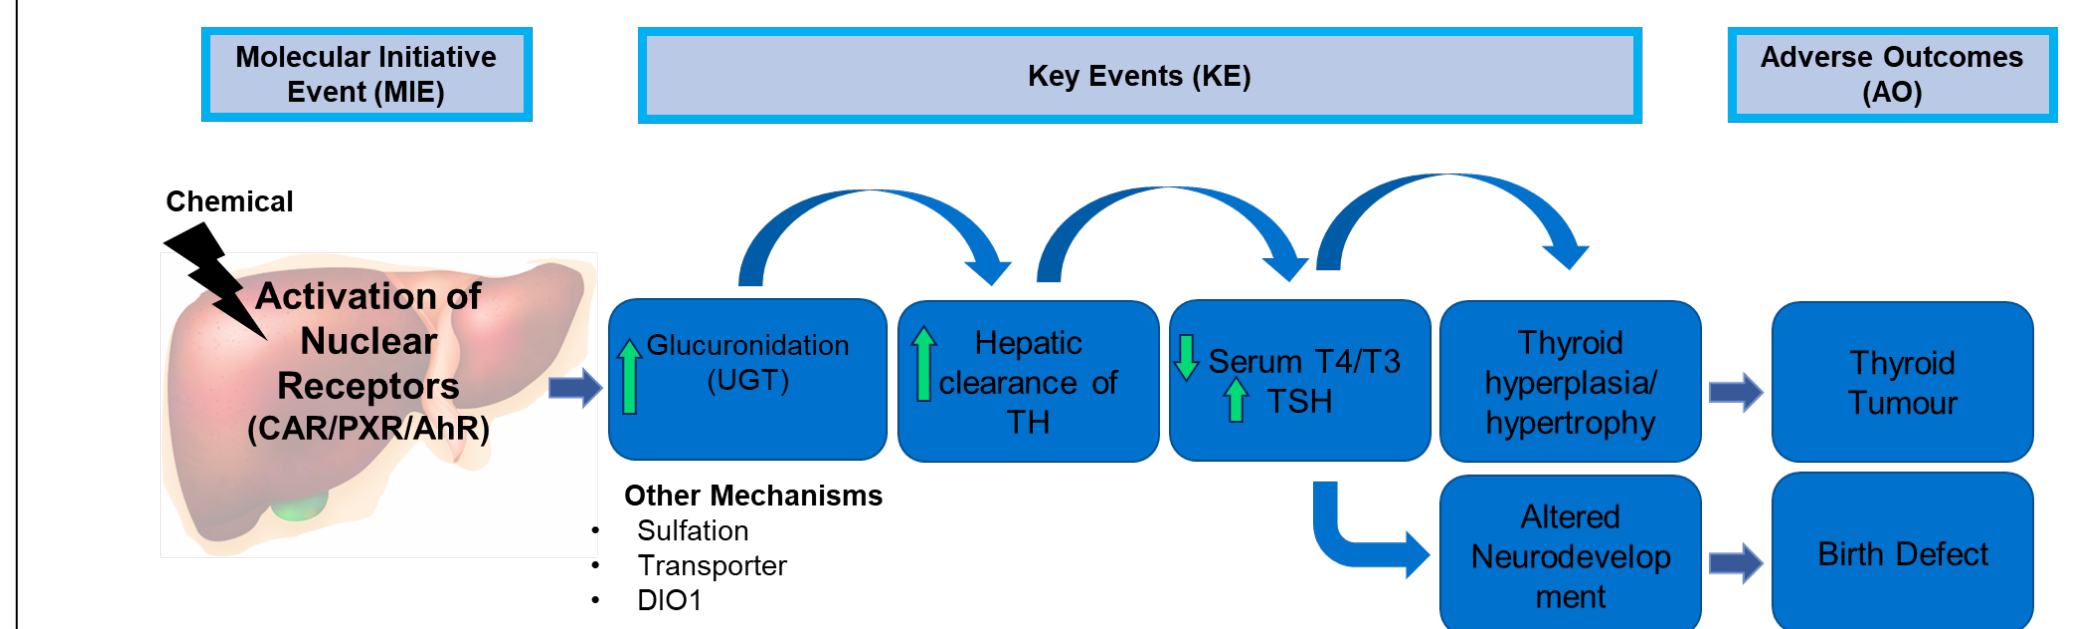 Molecular Initiative
Event (MIE)
Key Events (KE)
Adverse Outcomes
(AO)
Chemical
Activation of
Nuclear
Receptors
(CAR/PXR/AhR)
Glucuronidation
(UGT)
Hepatic
clearance of
TH
Serum T4/T3
TSH
Thyroid
hyperplasia/
hypertrophy
Thyroid
Tumour
Other Mechanisms
• Sulfation
• Transporter
• DIO1
Altered
Neurodevelop
ment
Birth Defect